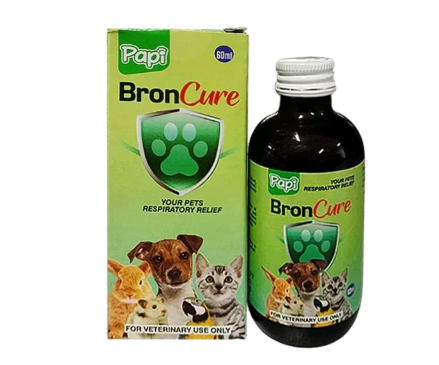 Papi
60ml
BronCure
YOUR PETS
RESPIRATORY RELIEF
FOR VETERINARY USE ONLY
Papi
YOUR PETS
RESPIRATORY RELIEF
BronCure
FOR VETERINARY USE ONLY